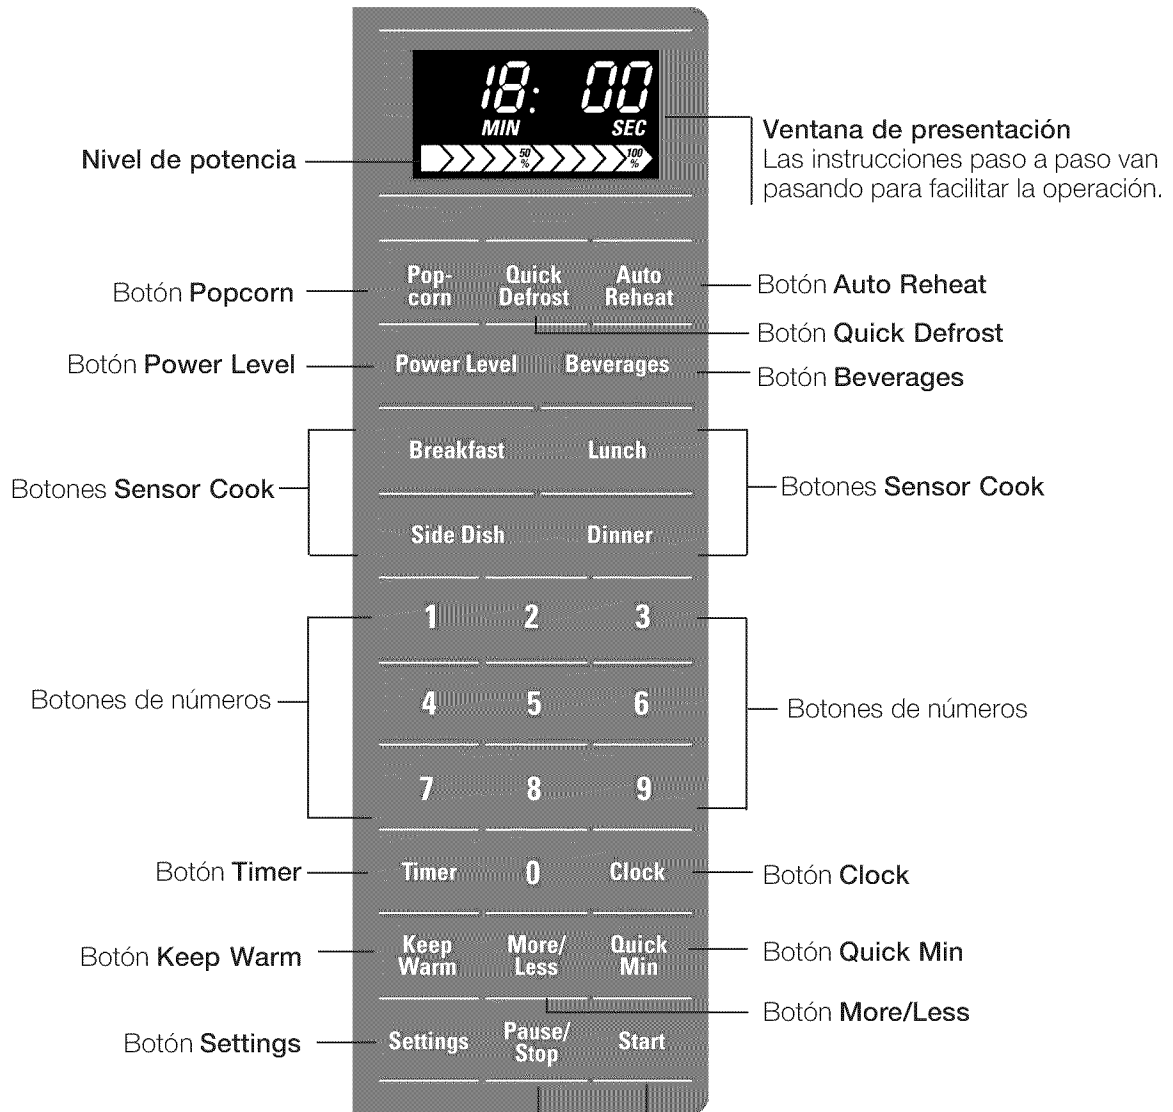 18: 00
MIN SEC
50 % 100 %
Nivel de potencia
Ventana de presentación
Las instrucciones paso a paso van
pasando para facilitar la operación.
Botón Popcorn
Pop-
corn
Quick
Defrost
Auto
Reheat
Botón Auto Reheat
Botón Quick Defrost
Botón Power Level
Power Level
Beverages
Botón Beverages
Breakfast
Lunch
Botones Sensor Cook
Botones Sensor Cook
Side Dish
Dinner
1 2 3
Botones de números
4 5 6
Botones de números
7 8 9
Botón Timer
Timer
0
Clock
Botón Clock
Botón Keep Warm
Keep
Warm
More/
Less
Quick
Min
Botón Quick Min
Botón More/Less
Botón Settings
Settings
Pause/
Stop
Start